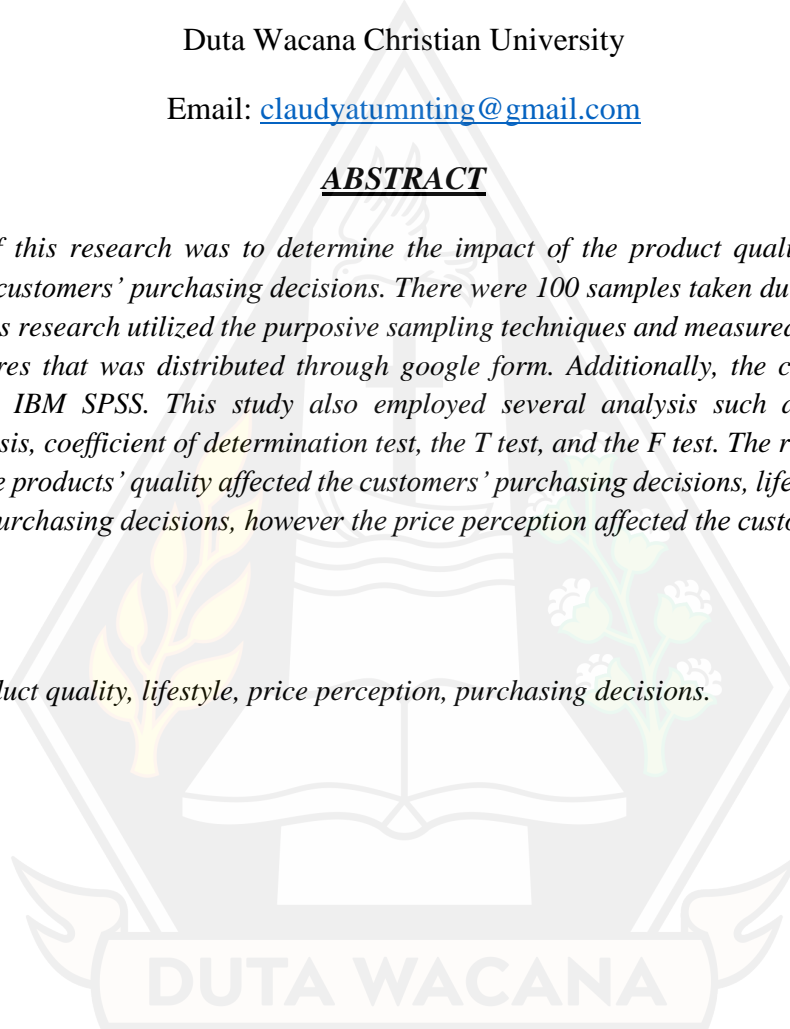 Duta Wacana Christian University
Email: claudyatumnting@gmail.com
ABSTRACT
f this research was to determine the impact of the product quali
customers’ purchasing decisions. There were 100 samples taken du
s research utilized the purposive sampling techniques and measured
res that was distributed through google form. Additionally, the c
IBM SPSS. This study also employed several analysis such a
sis, coefficient of determination test, the T test, and the F test. The r
e products’ quality affected the customers’ purchasing decisions, life
urchasing decisions, however the price perception affected the custo
duct quality, lifestyle, price perception, purchasing decisions.
DUTA WACANA